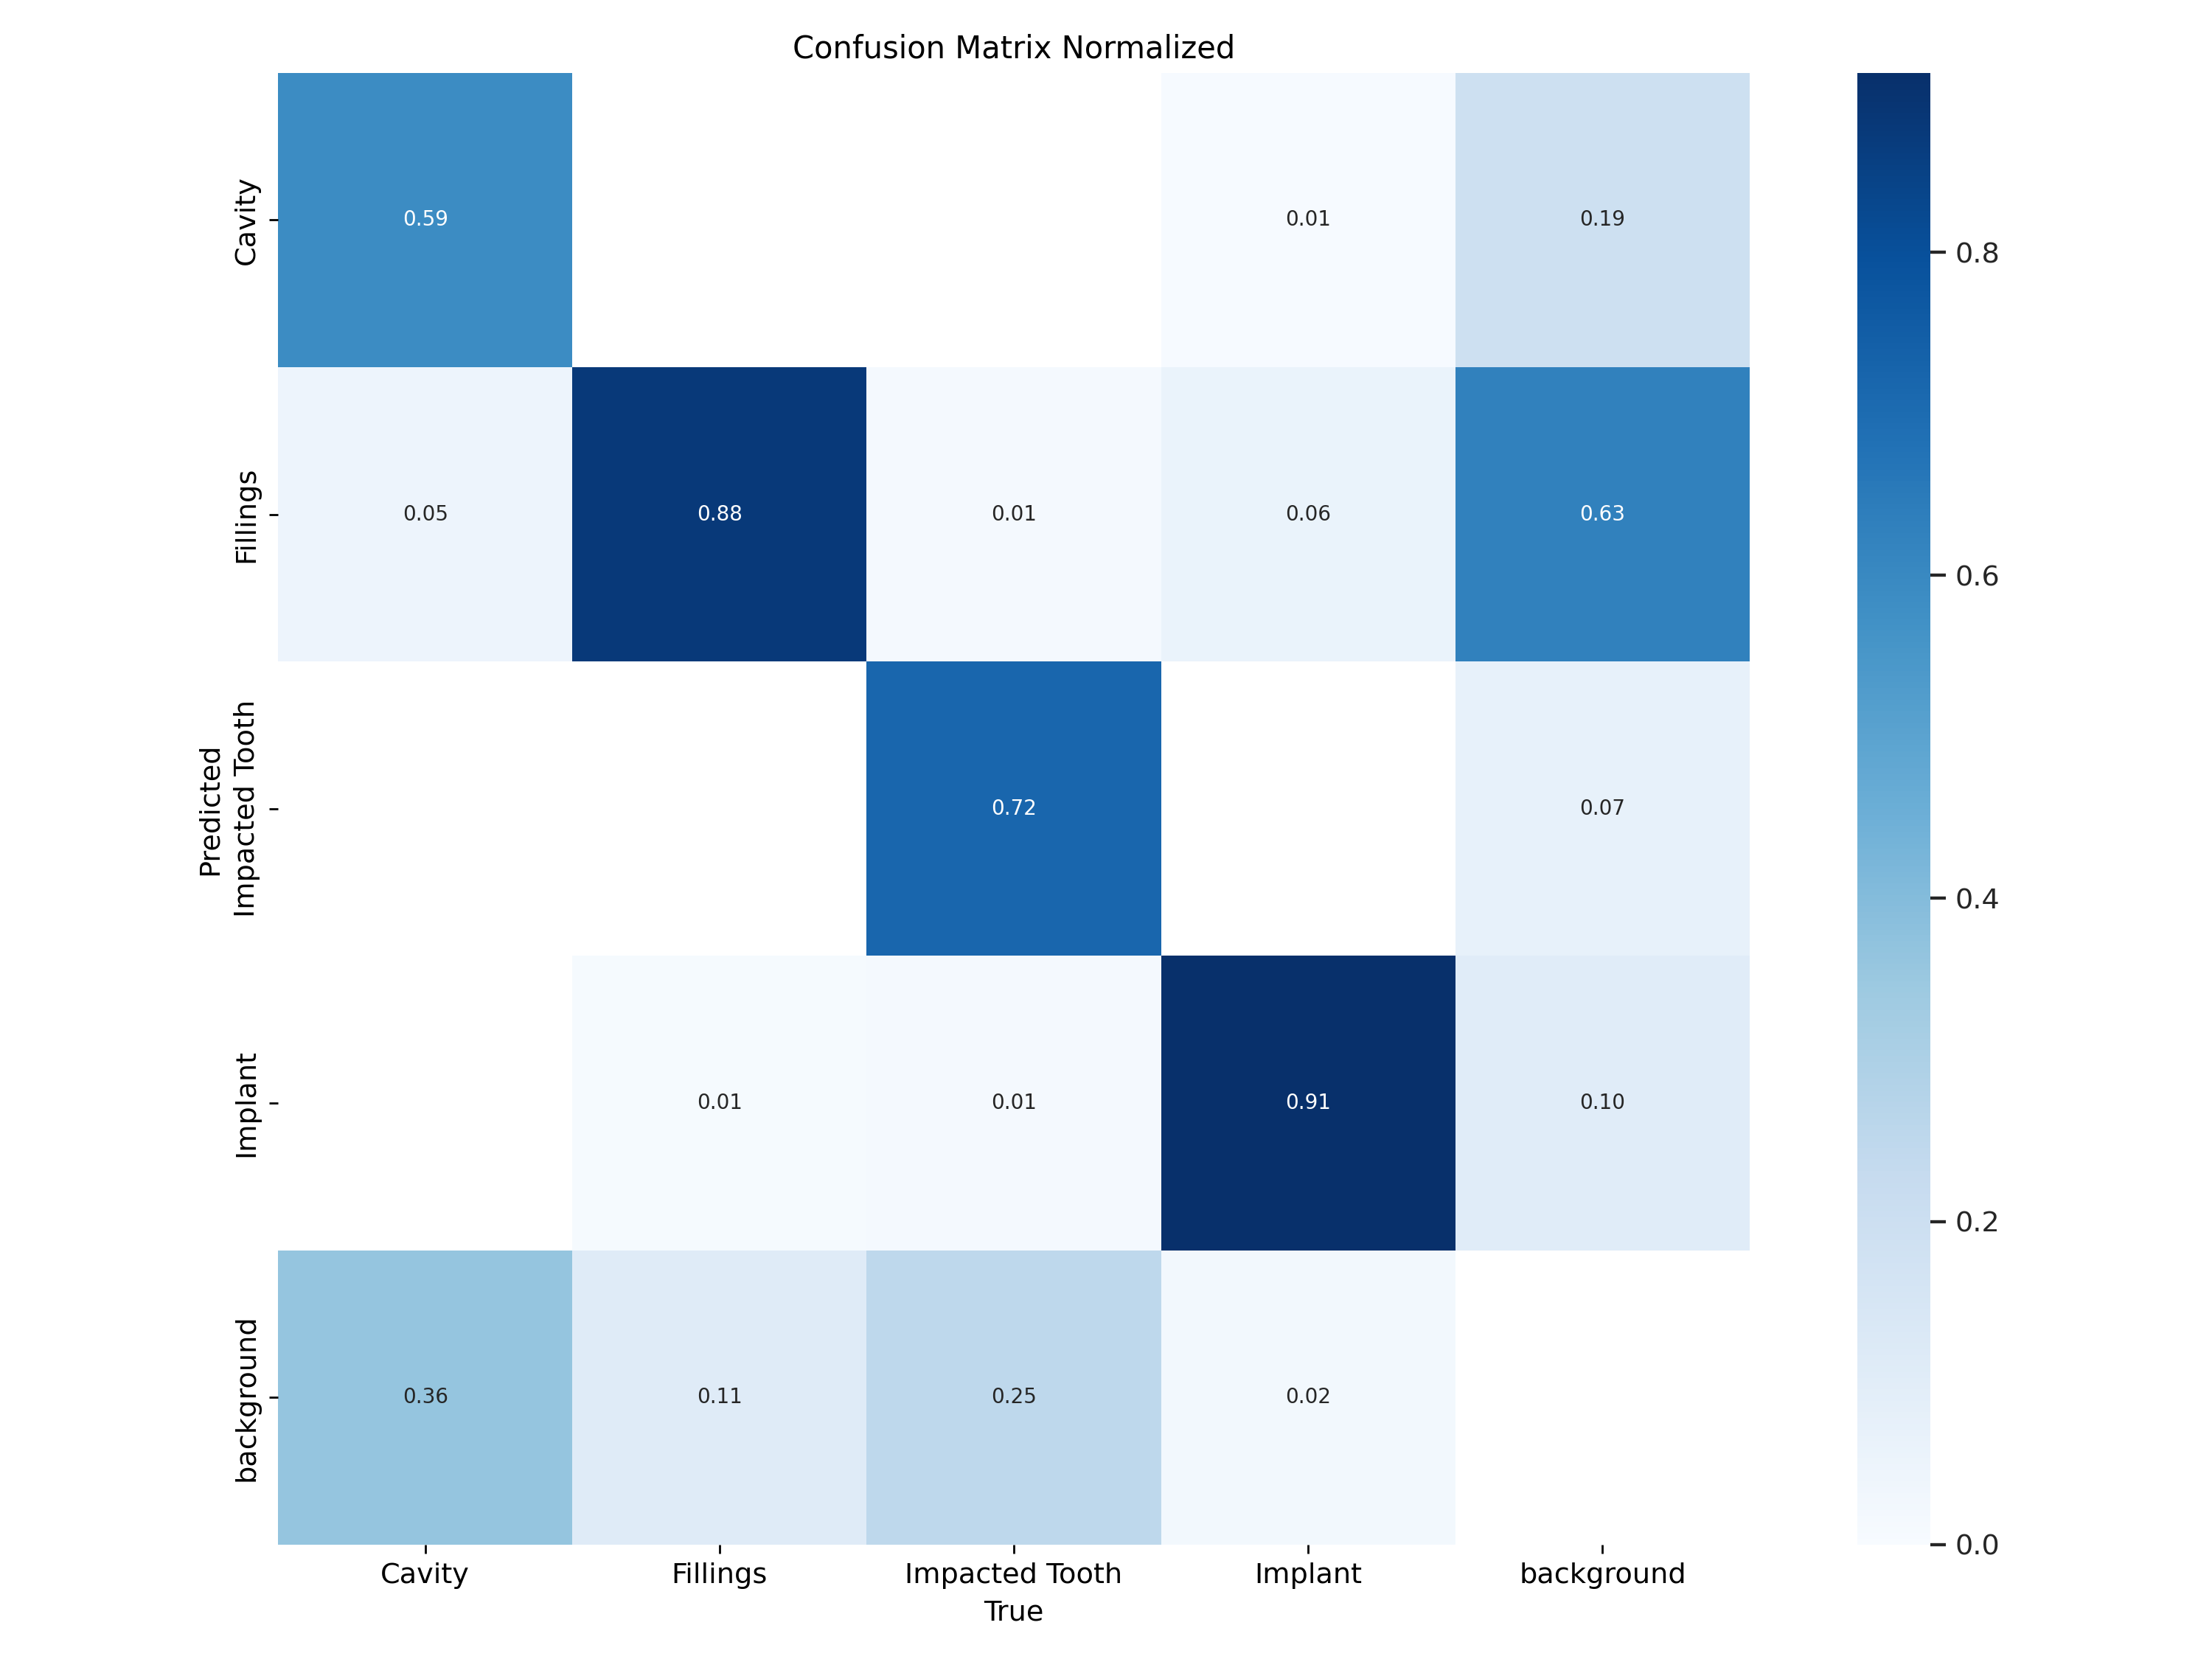 Confusion Matrix Normalized
Cavity
0.59
0.01
0.19
0.8
Fillings
0.05
0.88
0.01
0.06
0.63
0.6
Predicted
Impacted Tooth
0.72
0.07
0.4
Implant
0.01
0.01
0.91
0.10
0.2
background
0.36
0.11
0.25
0.02
0.0
Cavity
Fillings
Impacted Tooth
Implant
background
True